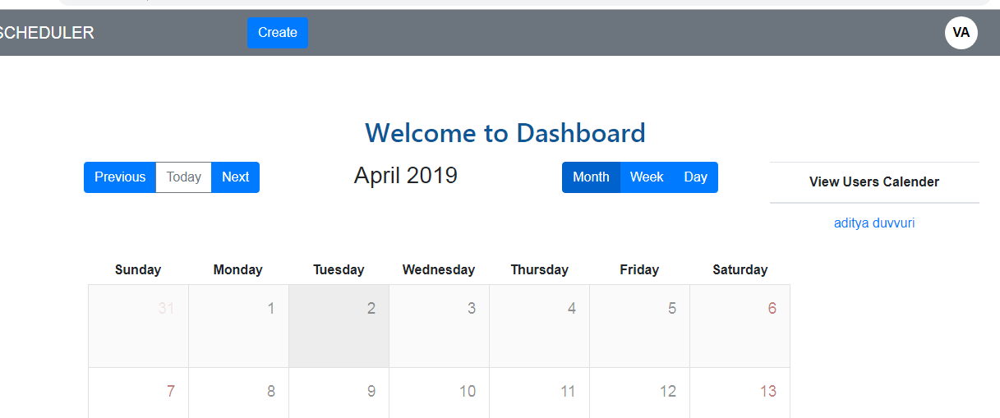 SCHEDULER Create VA
Welcome to Dashboard
Previous Today Next April 2019 Month Week Day
View Users Calender
aditya duvvuri
Sunday Monday Tuesday Wednesday Thursday Friday Saturday
31 1 2 3 4 5 6
7 8 9 10 11 12 13